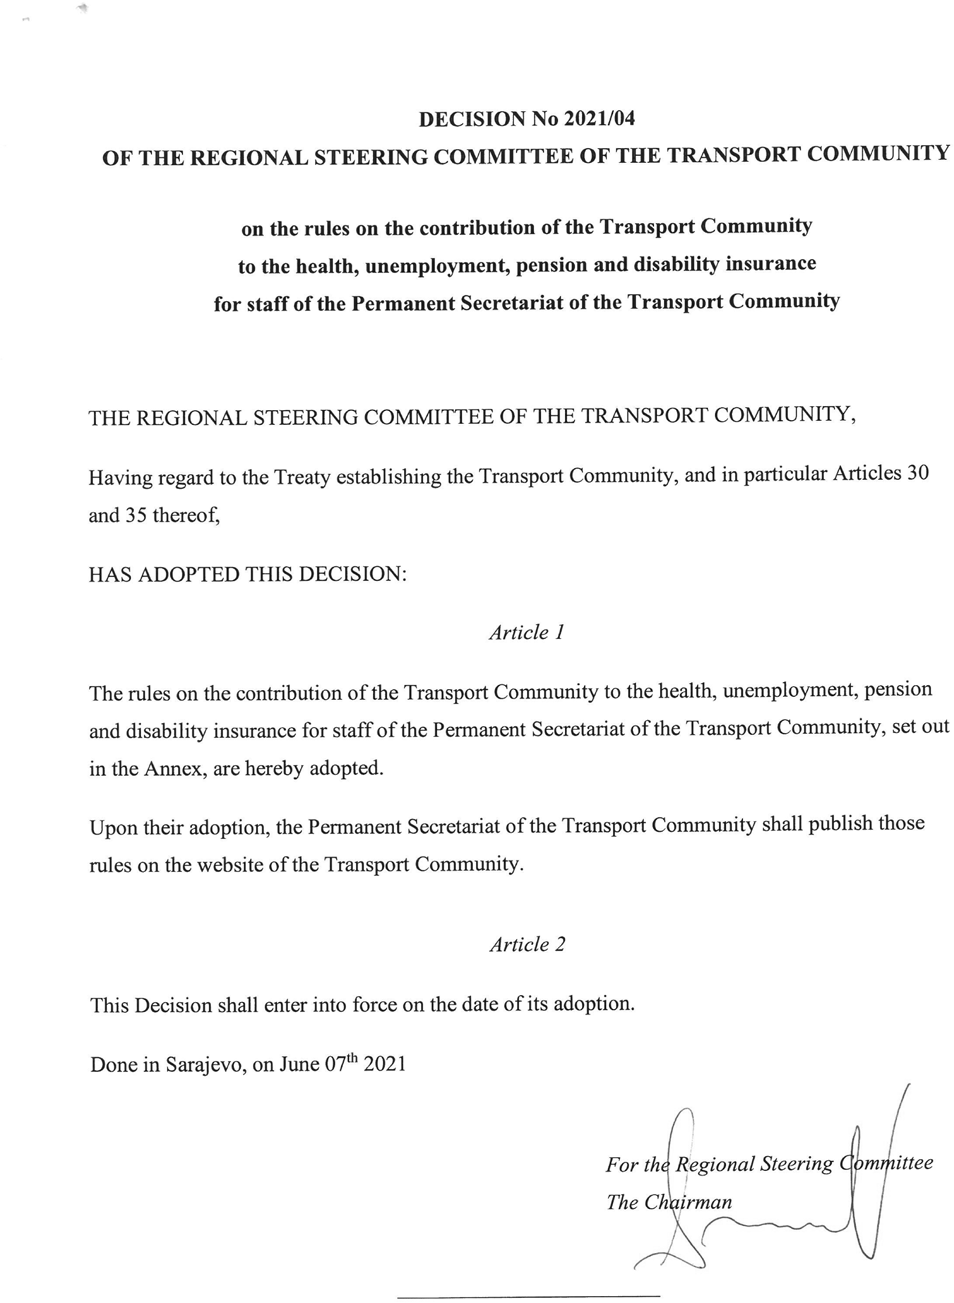 DECISION No 2021/04
OF THE REGIONAL STEERING COMMITTEE OF THE TRANSPORT COMMUNITY
on the rules on the contribution of the Transport Community
to the health, unemployment, pension and disability insurance
for staff of the Permanent Secretariat of the Transport Community
THE REGIONAL STEERING COMMITTEE OF THE TRANSPORT COMMUNITY,
Having regard to the Treaty establishing the Transport Community, and in particular Articles 30
and 35 thereof,
HAS ADOPTED THIS DECISION:
Article 1
The rules on the contribution of the Transport Community to the health, unemployment, pension
and disability insurance for staff of the Permanent Secretariat of the Transport Community, set out
in the Annex, are hereby adopted.
Upon their adoption, the Permanent Secretariat of the Transport Community shall publish those
rules on the website of the Transport Community.
Article 2
This Decision shall enter into force on the date of its adoption.
Done in Sarajevo, on June 07th 2021
For the Regional Steering Committee
The Chairman